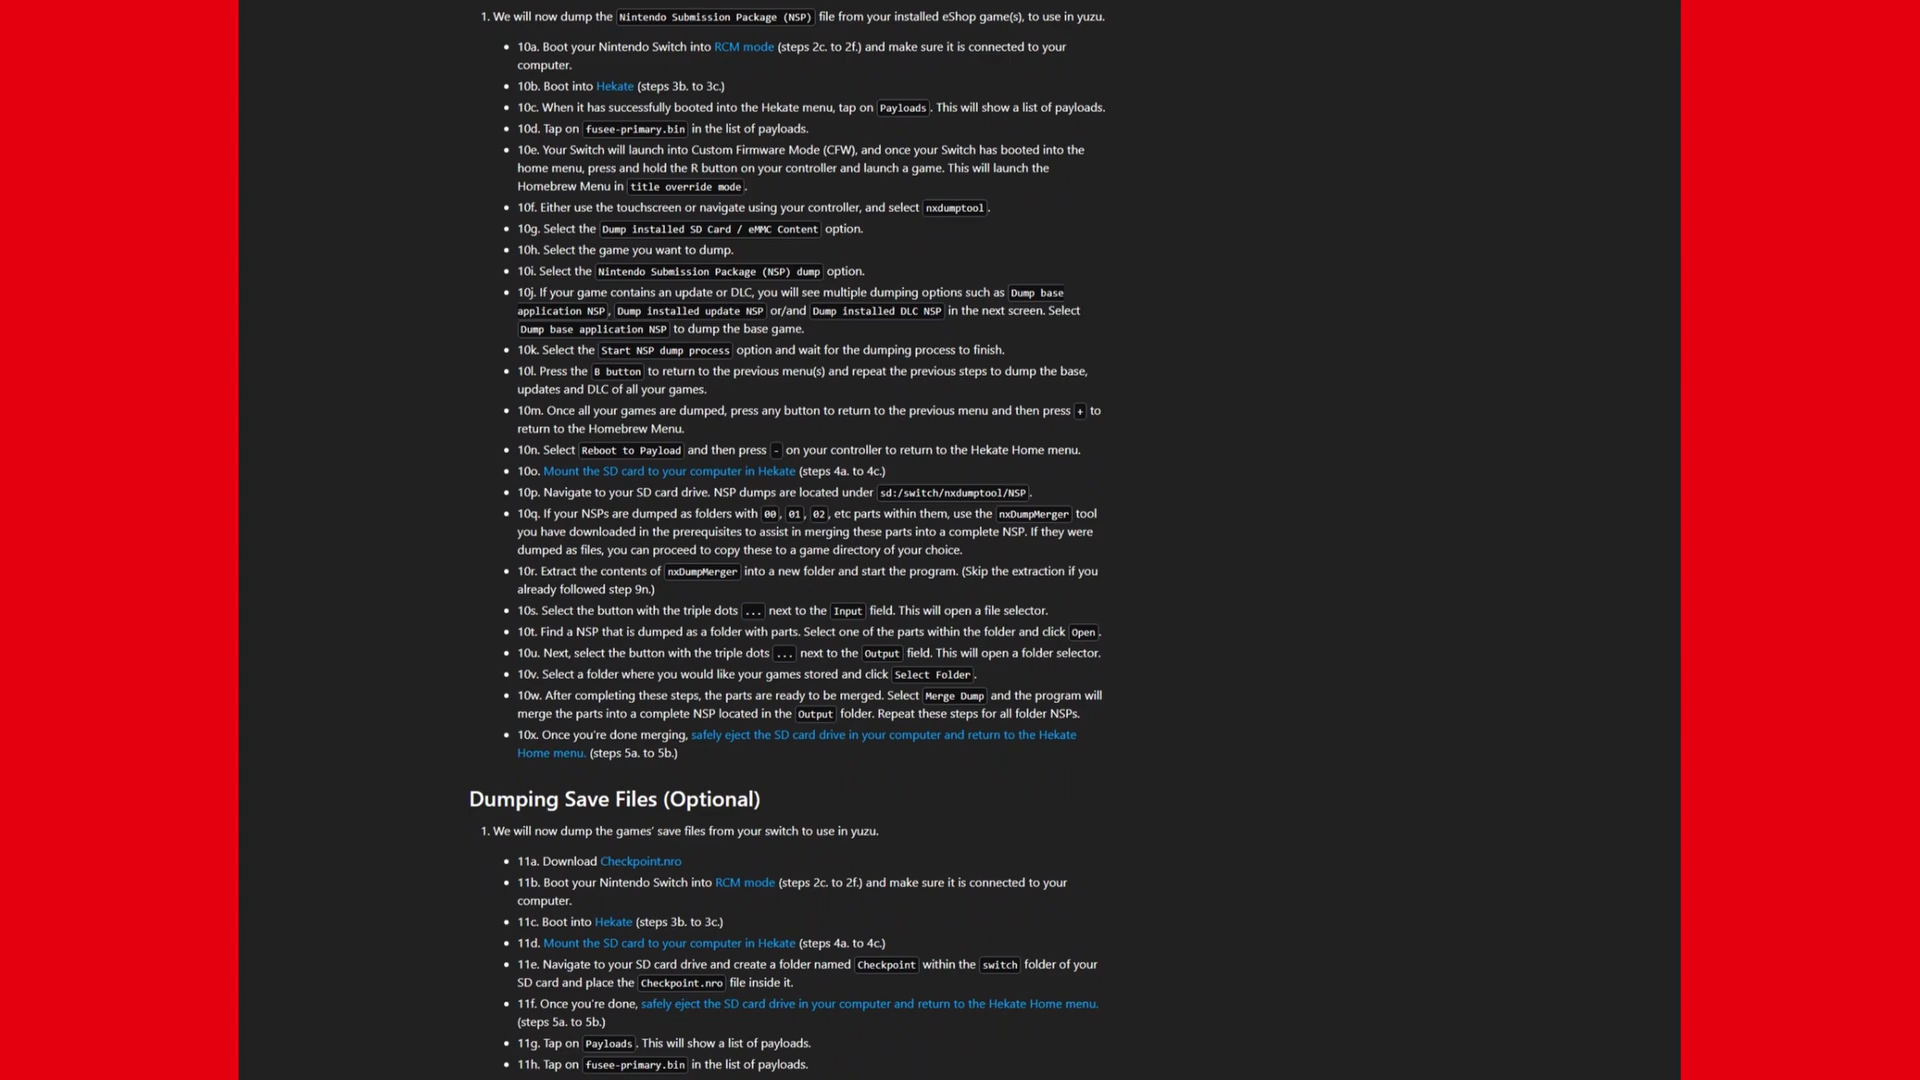 1. We will now dump the Nintendo Submission Package (NSP) file from your installed eShop game(s), to use in yuzu.
• 10a. Boot your Nintendo Switch into RCM mode (steps 2c. to 2f.) and make sure it is connected to your
computer.
• 10b. Boot into Hekate (steps 3b. to 3c.)
• 10c. When it has successfully booted into the Hekate menu, tap on Payloads. This will show a list of payloads.
• 10d. Tap on fusee-primary.bin in the list of payloads.
• 10e. Your Switch will launch into Custom Firmware Mode (CFW), and once your Switch has booted into the
home menu, press and hold the R button on your controller and launch a game. This will launch the
Homebrew Menu in title override mode.
• 10f. Either use the touchscreen or navigate using your controller, and select nxdumptool.
• 10g. Select the Dump installed SD Card / eMMC Content option.
• 10h. Select the game you want to dump.
• 10i. Select the Nintendo Submission Package (NSP) dump option.
• 10j. If your game contains an update or DLC, you will see multiple dumping options such as Dump base
application NSP, Dump installed update NSP or/and Dump installed DLC NSP in the next screen. Select
Dump base application NSP to dump the base game.
• 10k. Select the Start NSP dump process option and wait for the dumping process to finish.
• 10l. Press the B button to return to the previous menu(s) and repeat the previous steps to dump the base,
updates and DLC of all your games.
• 10m. Once all your games are dumped, press any button to return to the previous menu and then press + to
return to the Homebrew Menu.
• 10n. Select Reboot to Payload and then press - on your controller to return to the Hekate Home menu.
• 10o. Mount the SD card to your computer in Hekate (steps 4a. to 4c.)
• 10p. Navigate to your SD card drive. NSP dumps are located under sd:/switch/nxdumptool/NSP.
• 10q. If your NSPs are dumped as folders with 00, 01, 02, etc parts within them, use the nxDumpMerger tool
you have downloaded in the prerequisites to assist in merging these parts into a complete NSP. If they were
dumped as files, you can proceed to copy these to a game directory of your choice.
• 10r. Extract the contents of nxDumpMerger into a new folder and start the program. (Skip the extraction if you
already followed step 9n.)
• 10s. Select the button with the triple dots ... next to the Input field. This will open a file selector.
• 10t. Find a NSP that is dumped as a folder with parts. Select one of the parts within the folder and click Open.
• 10u. Next, select the button with the triple dots ... next to the Output field. This will open a folder selector.
• 10v. Select a folder where you would like your games stored and click Select Folder.
• 10w. After completing these steps, the parts are ready to be merged. Select Merge Dump and the program will
merge the parts into a complete NSP located in the Output folder. Repeat these steps for all folder NSPs.
• 10x. Once you're done merging, safely eject the SD card drive in your computer and return to the Hekate
Home menu. (steps 5a. to 5b.)
Dumping Save Files (Optional)
1. We will now dump the games' save files from your switch to use in yuzu.
• 11a. Download Checkpoint.nro
• 11b. Boot your Nintendo Switch into RCM mode (steps 2c. to 2f.) and make sure it is connected to your
computer.
• 11c. Boot into Hekate (steps 3b. to 3c.)
• 11d. Mount the SD card to your computer in Hekate (steps 4a. to 4c.)
• 11e. Navigate to your SD card drive and create a folder named Checkpoint within the switch folder of your
SD card and place the Checkpoint.nro file inside it.
• 11f. Once you're done, safely eject the SD card drive in your computer and return to the Hekate Home menu.
(steps 5a. to 5b.)
• 11g. Tap on Payloads. This will show a list of payloads.
• 11h. Tap on fusee-primary.bin in the list of payloads.